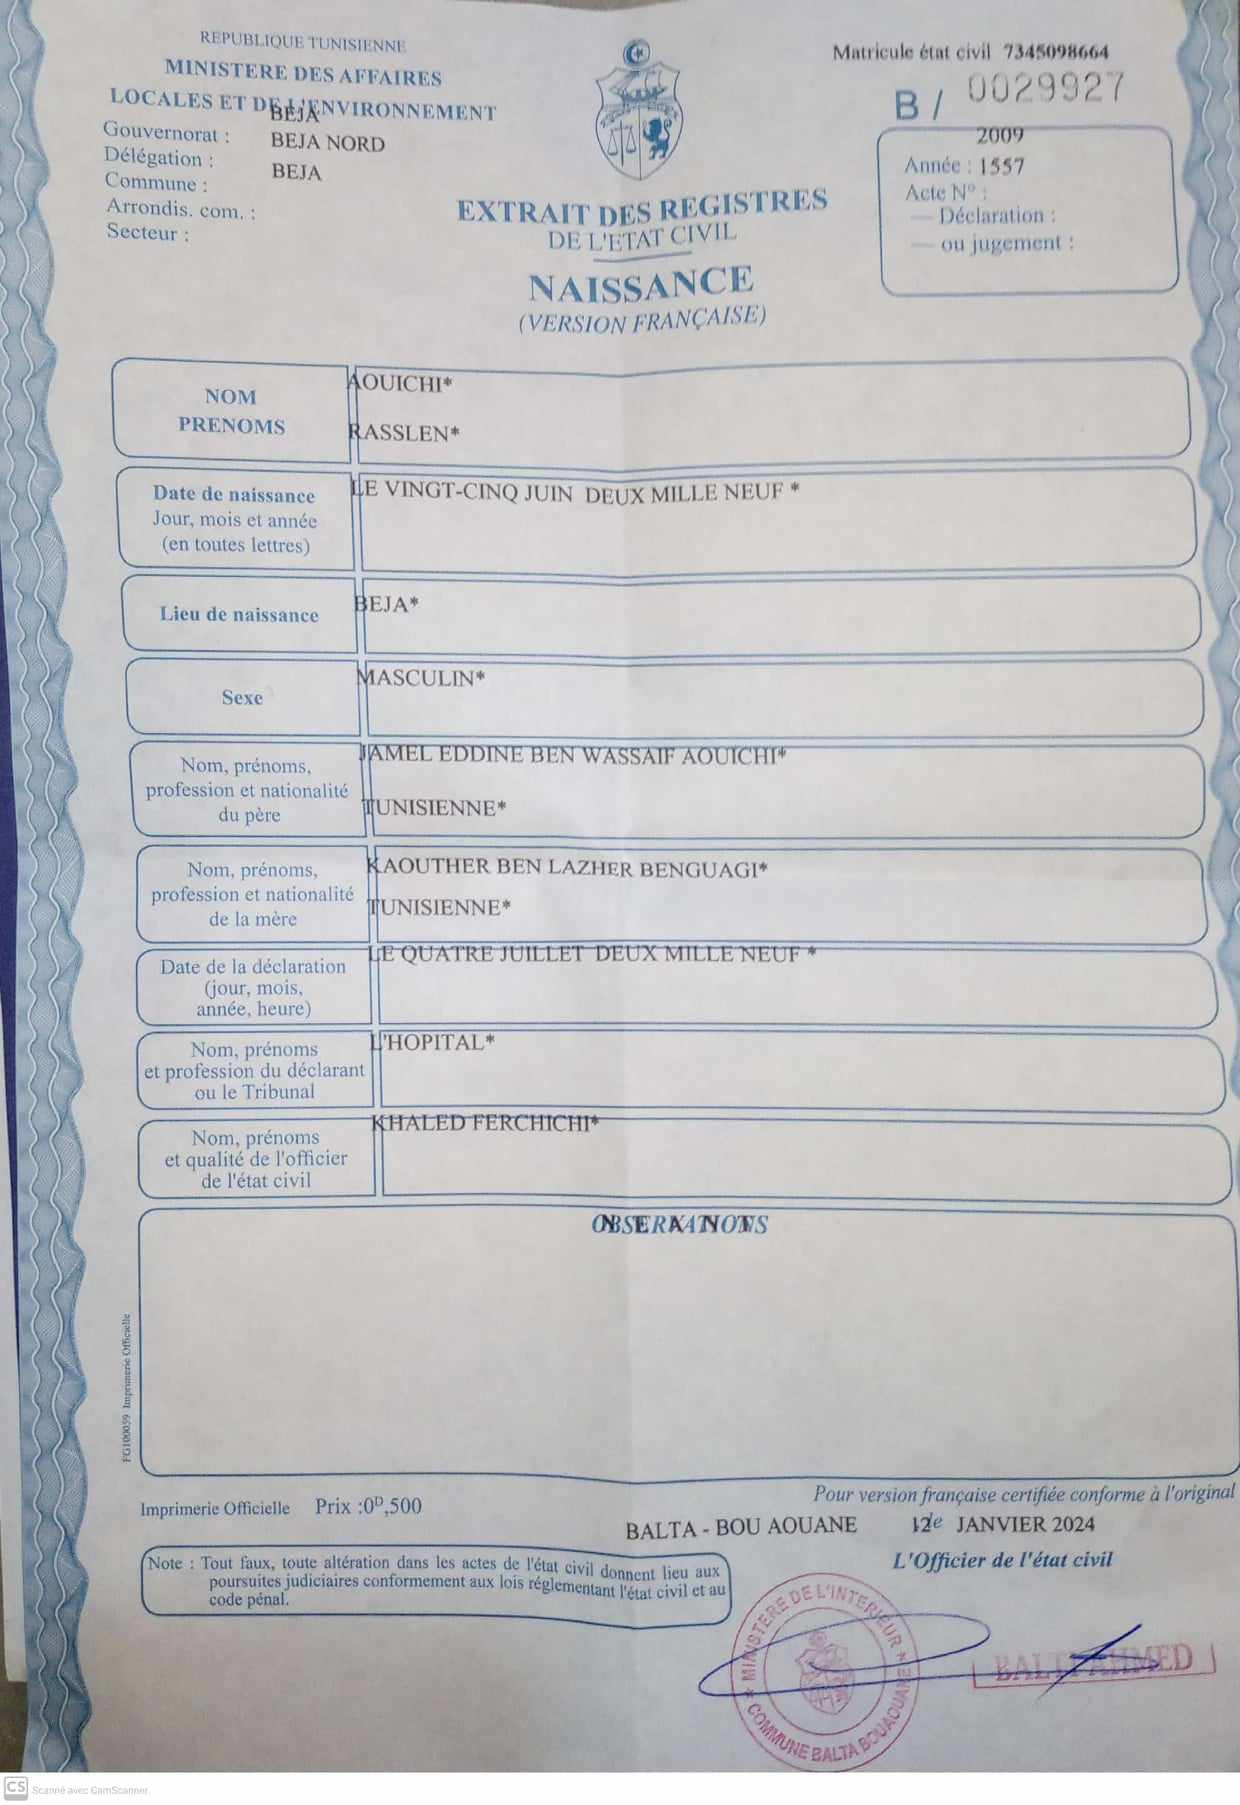 REPUBLIQUE TUNISIENNE
MINISTERE DES AFFAIRES
LOCALES ET DE L'ENVIRONNEMENT
Gouvernorat : BEJA
Délégation : BEJA NORD
Commune : BEJA
Arrondis. com. :
Secteur :
Matricule état civil 7345098664
B / 0029927
2009
Année : 1557
Acte N° :
— Déclaration :
— ou jugement :
EXTRAIT DES REGISTRES
DE L'ETAT CIVIL
NAISSANCE
(VERSION FRANÇAISE)
NOM
PRENOMS
AOUICHI*
RASSLEN*
Date de naissance
Jour, mois et année
(en toutes lettres)
LE VINGT-CINQ JUIN DEUX MILLE NEUF *
Lieu de naissance
BEJA*
Sexe
MASCULIN*
Nom, prénoms,
profession et nationalité
du père
JAMEL EDDINE BEN WASSAIF AOUICHI*
TUNISIENNE*
Nom, prénoms,
profession et nationalité
de la mère
KAOUTHER BEN LAZHER BENGUAGI*
TUNISIENNE*
Date de la déclaration
(jour, mois,
année, heure)
LE QUATRE JUILLET DEUX MILLE NEUF *
Nom, prénoms
et profession du déclarant
ou le Tribunal
L'HOPITAL*
Nom, prénoms
et qualité de l'officier
de l'état civil
KHALED FERCHICHI*
OBSERVATIONS
N E A N T
FG100059 Imprimerie Officielle
Imprimerie Officielle Prix :0ᴰ,500
Pour version française certifiée conforme à l'original
BALTA - BOU AOUANE 12 le JANVIER 2024
L'Officier de l'état civil
Note : Tout faux, toute altération dans les actes de l'état civil donnent lieu aux
poursuites judiciaires conformement aux lois réglementant l'état civil et au
code pénal.
MINISTERE DE L'INTERIEUR
COMMUNE BALTA BOUAOUANE
BALTI AHMED
CS Scanné avec CamScanner